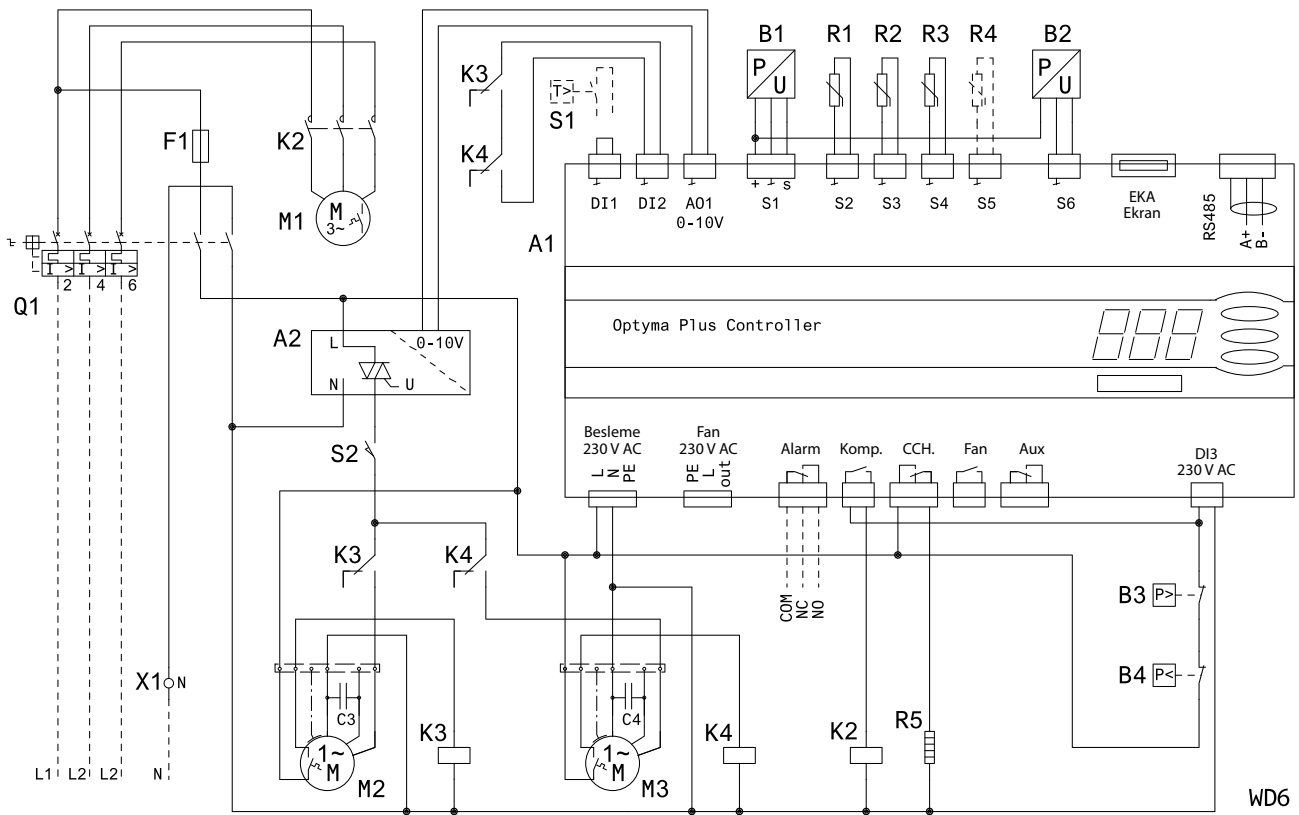 B1 R1 R2 R3 R4 B2
P U
P U
K3
T>
S1
F1
K2
K4
M1
M
3~
+ s
DI1 DI2 AO1 S1 S2 S3 S4 S5 S6
0-10V
EKA
Ekran
RS485
A+
B-
A1
I > I > I >
2 4 6
Q1
Optyma Plus Controller
A2
L
0-10V
N
U
S2
Besleme
230 V AC
L
N
PE
Fan
230 V AC
PE
L
out
Alarm
Komp.
CCH.
Fan
Aux
DI3
230 V AC
K3
K4
COM
NC
NO
B3 P>
B4 P<
X1 N
C3
C4
K3
K4
K2
R5
1~
M
M2
1~
M
M3
L1 L2 L2 N
WD6